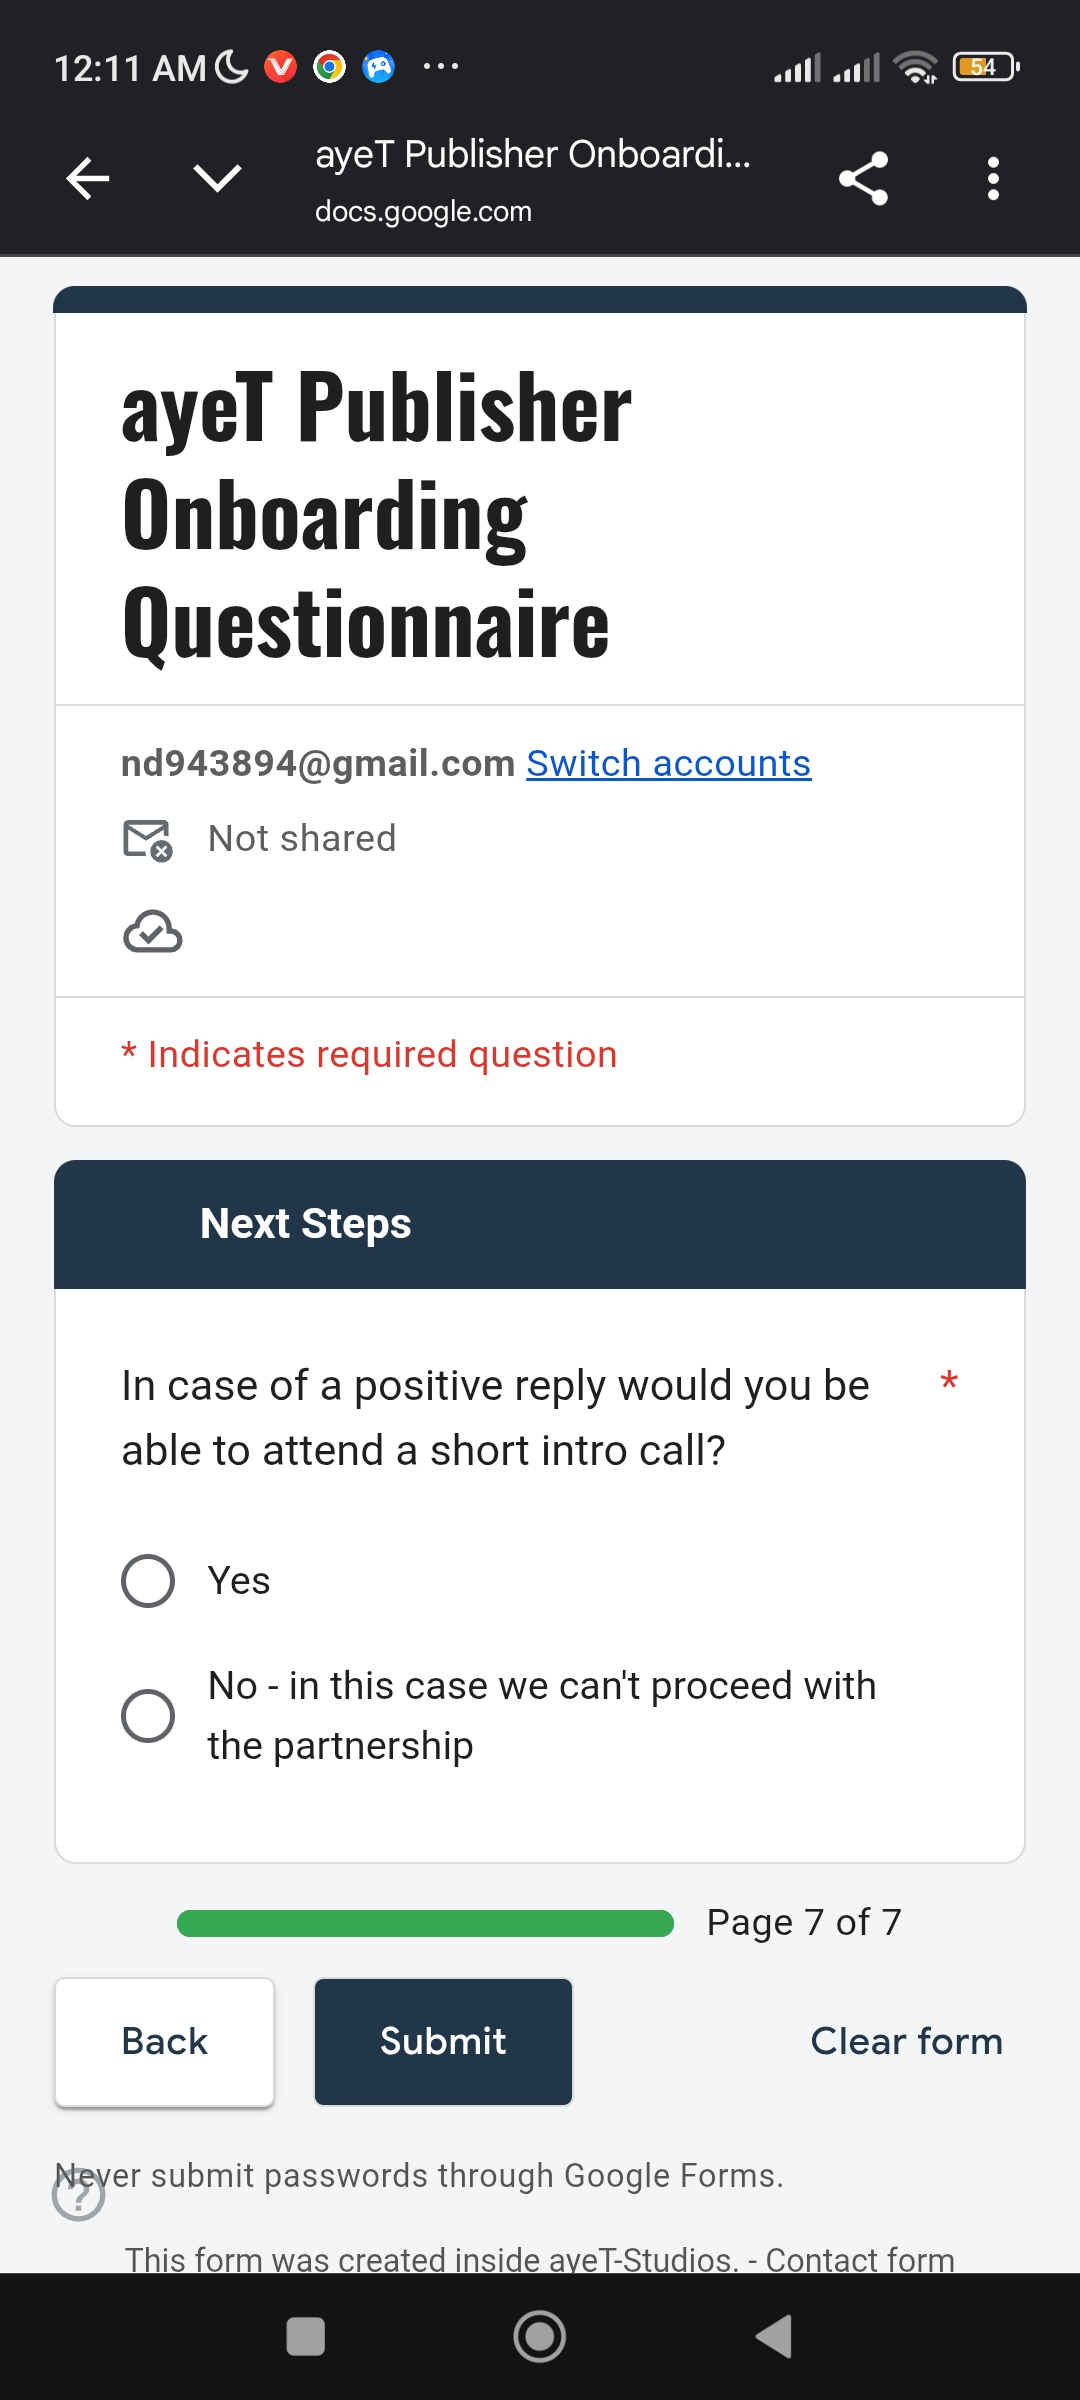 12:11 AM
54
ayeT Publisher Onboardi...
docs.google.com
ayeT Publisher
Onboarding
Questionnaire
nd943894@gmail.com Switch accounts
Not shared
* Indicates required question
Next Steps
In case of a positive reply would you be *
able to attend a short intro call?
Yes
No - in this case we can't proceed with
the partnership
Page 7 of 7
Back
Submit
Clear form
Never submit passwords through Google Forms.
This form was created inside ayeT-Studios. - Contact form